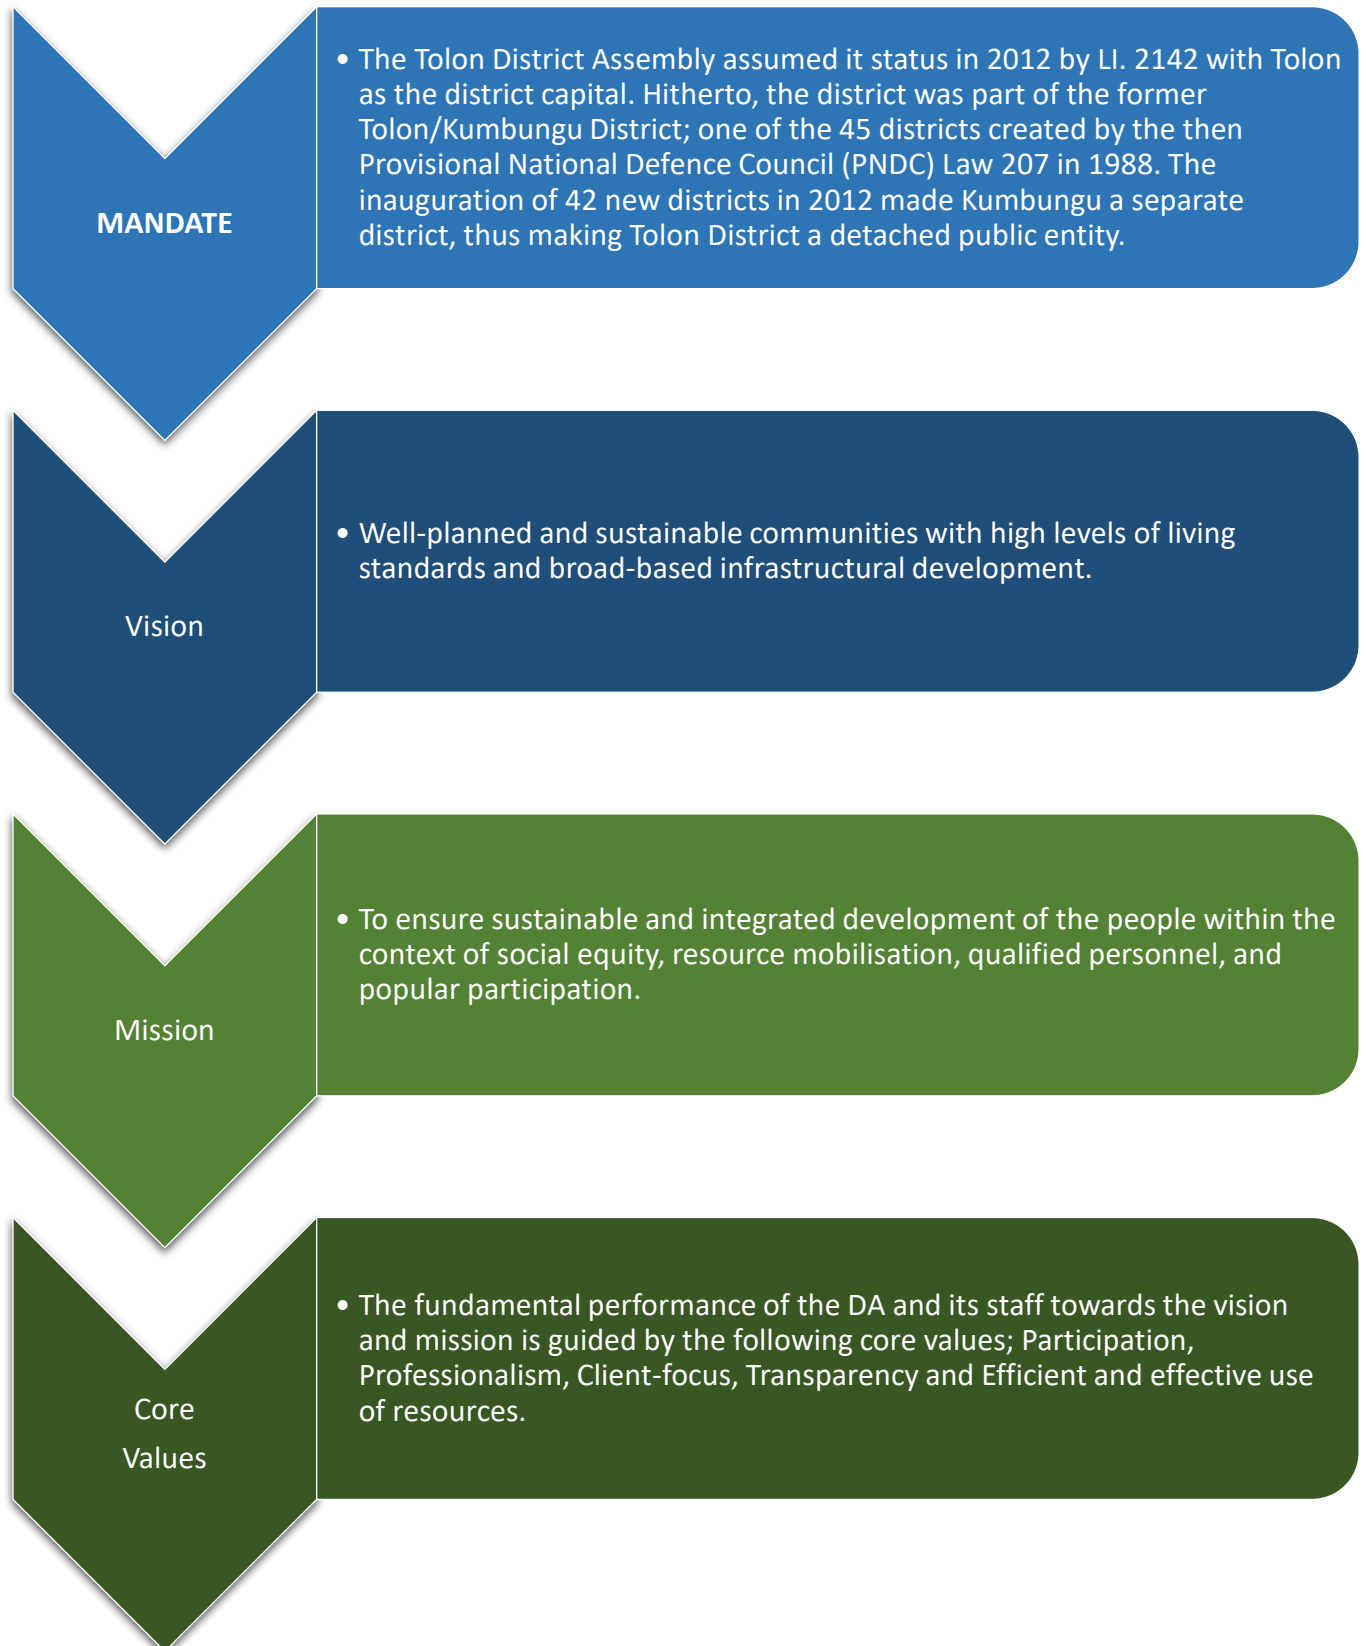 MANDATE
• The Tolon District Assembly assumed it status in 2012 by LI. 2142 with Tolon
as the district capital. Hitherto, the district was part of the former
Tolon/Kumbungu District; one of the 45 districts created by the then
Provisional National Defence Council (PNDC) Law 207 in 1988. The
inauguration of 42 new districts in 2012 made Kumbungu a separate
district, thus making Tolon District a detached public entity.
Vision
• Well-planned and sustainable communities with high levels of living
standards and broad-based infrastructural development.
Mission
• To ensure sustainable and integrated development of the people within the
context of social equity, resource mobilisation, qualified personnel, and
popular participation.
Core
Values
• The fundamental performance of the DA and its staff towards the vision
and mission is guided by the following core values; Participation,
Professionalism, Client-focus, Transparency and Efficient and effective use
of resources.